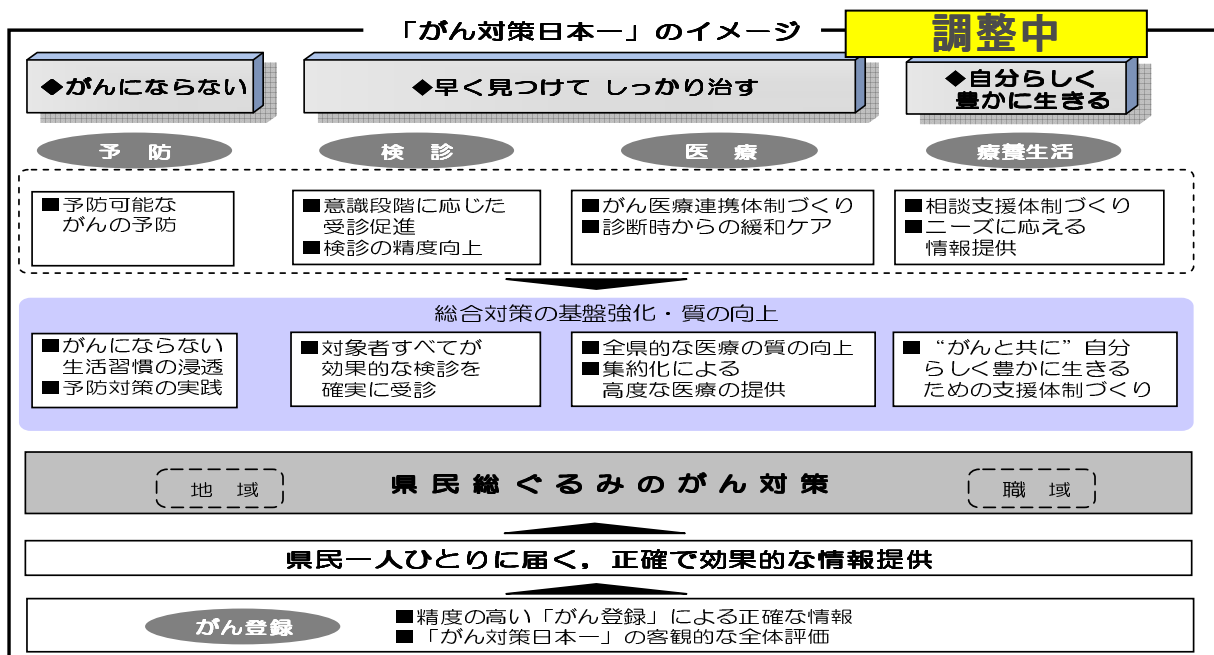 「がん対策日本一」のイメージ
調整中
◆がんにならない
◆早く見つけて しっかり治す
◆自分らしく
豊かに生きる
予 防
検 診
医 療
療養生活
■予防可能な
がんの予防
■意識段階に応じた
受診促進
■検診の精度向上
■がん医療連携体制づくり
■診断時からの緩和ケア
■相談支援体制づくり
■ニーズに応える
情報提供
総合対策の基盤強化・質の向上
■がんにならない
生活習慣の浸透
■予防対策の実践
■対象者すべてが
効果的な検診を
確実に受診
■全県的な医療の質の向上
■集約化による
高度な医療の提供
■“がんと共に”自分
らしく豊かに生きる
ための支援体制づくり
地 域
県民総ぐるみのがん対策
職 域
県民一人ひとりに届く，正確で効果的な情報提供
がん登録
■精度の高い「がん登録」による正確な情報
■「がん対策日本一」の客観的な全体評価